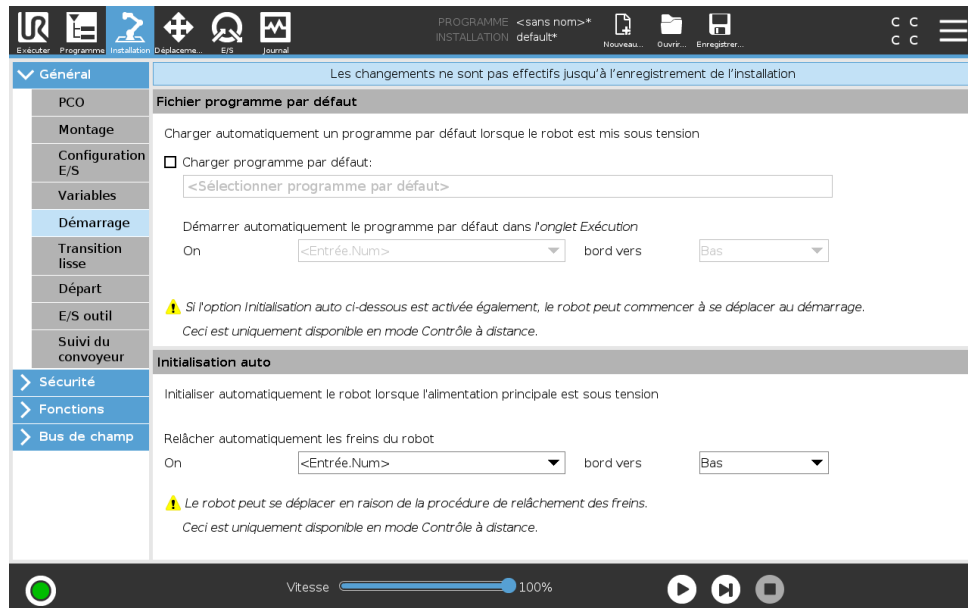 PROGRAMME <sans nom>*
INSTALLATION default*
Exécuter Programme Installation Déplaceme... E/S Journal Nouveau... Ouvrir... Enregistrer...
C C
C C
Général
PCO
Montage
Configuration
E/S
Variables
Démarrage
Transition
lisse
Départ
E/S outil
Suivi du
convoyeur
Sécurité
Fonctions
Bus de champ
Les changements ne sont pas effectifs jusqu'à l'enregistrement de l'installation
Fichier programme par défaut
Charger automatiquement un programme par défaut lorsque le robot est mis sous tension
Charger programme par défaut:
<Sélectionner programme par défaut>
Démarrer automatiquement le programme par défaut dans l'onglet Exécution
On <Entrée.Num> bord vers Bas
Si l'option Initialisation auto ci-dessous est activée également, le robot peut commencer à se déplacer au démarrage.
Ceci est uniquement disponible en mode Contrôle à distance.
Initialisation auto
Initialiser automatiquement le robot lorsque l'alimentation principale est sous tension
Relâcher automatiquement les freins du robot
On <Entrée.Num> bord vers Bas
Le robot peut se déplacer en raison de la procédure de relâchement des freins.
Ceci est uniquement disponible en mode Contrôle à distance.
Vitesse 100%